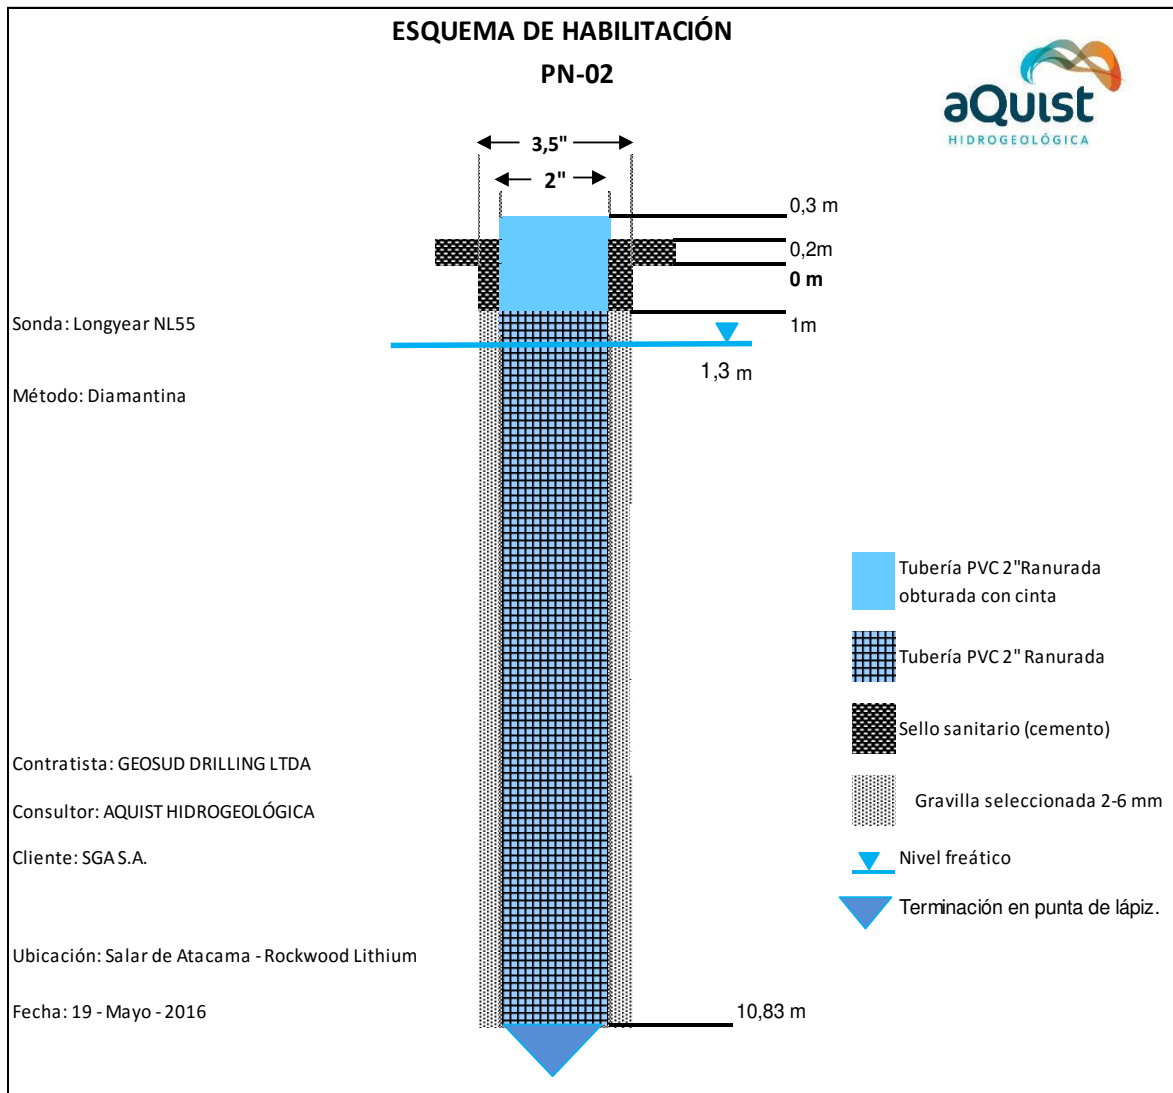 ESQUEMA DE HABILITACIÓN
PN-02
aQuist
HIDROGEOLÓGICA
3,5"
2"
0,3 m
0,2m
0 m
1m
1,3 m
Sonda: Longyear NL55
Método: Diamantina
Tubería PVC 2"Ranurada
obturada con cinta
Tubería PVC 2" Ranurada
Sello sanitario (cemento)
Gravilla seleccionada 2-6 mm
Nivel freático
Terminación en punta de lápiz.
Contratista: GEOSUD DRILLING LTDA
Consultor: AQUIST HIDROGEOLÓGICA
Cliente: SGA S.A.
Ubicación: Salar de Atacama - Rockwood Lithium
Fecha: 19 - Mayo - 2016
10,83 m